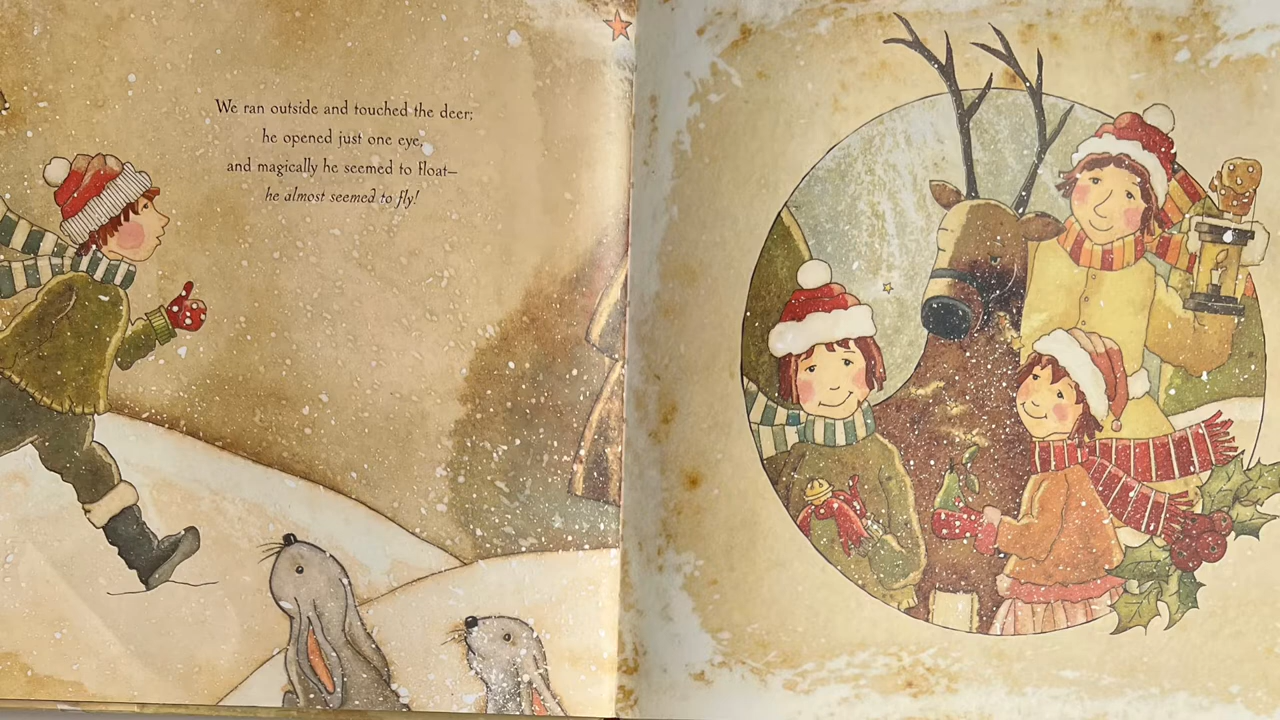 We ran outside and touched the deer;
he opened just one eye,
and magically he seemed to float—
he almost seemed to fly!